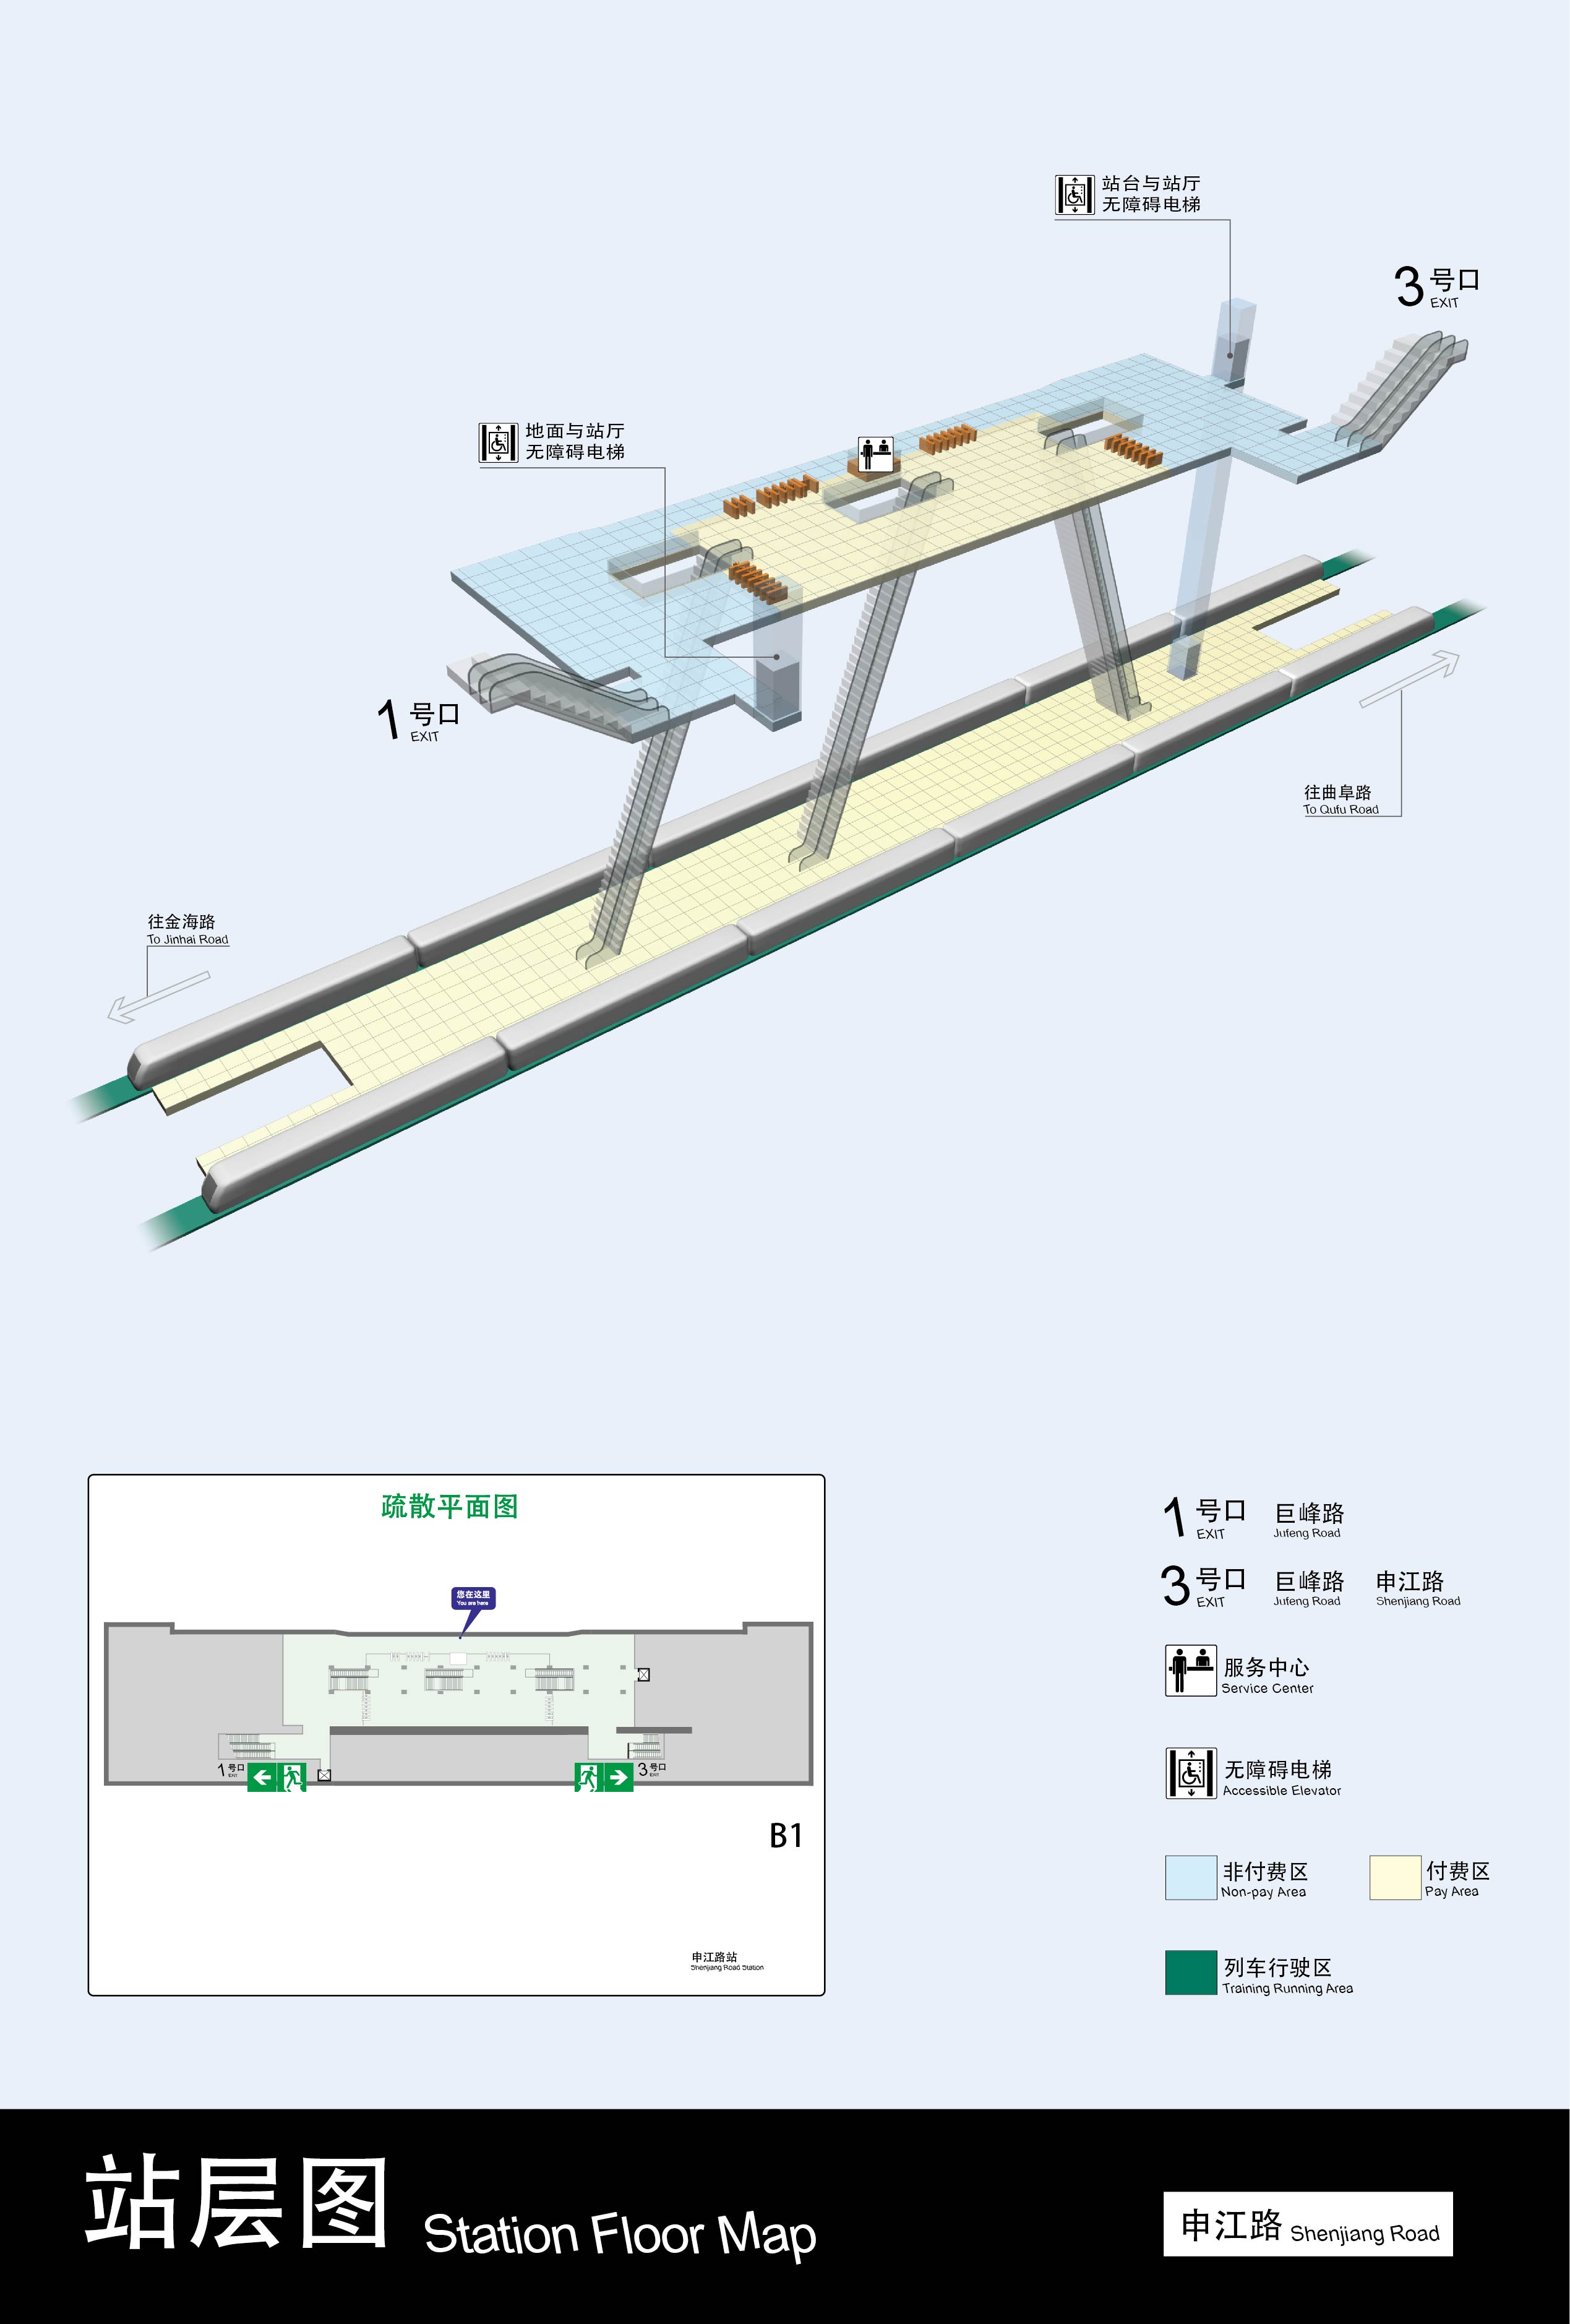 站台与站厅
无障碍电梯
3 号口
EXIT
地面与站厅
无障碍电梯
1 号口
EXIT
往曲阜路
To Qufu Road
往金海路
To Jinhai Road
疏散平面图
您在这里
You are here
1 号口
EXIT
3 号口
EXIT
B1
申江路站
Shenjiang Road Station
1 号口 巨峰路
EXIT Jufeng Road
3 号口 巨峰路 申江路
EXIT Jufeng Road Shenjiang Road
服务中心
Service Center
无障碍电梯
Accessible Elevator
非付费区 付费区
Non-pay Area Pay Area
列车行驶区
Training Running Area
站层图 Station Floor Map
申江路 Shenjiang Road